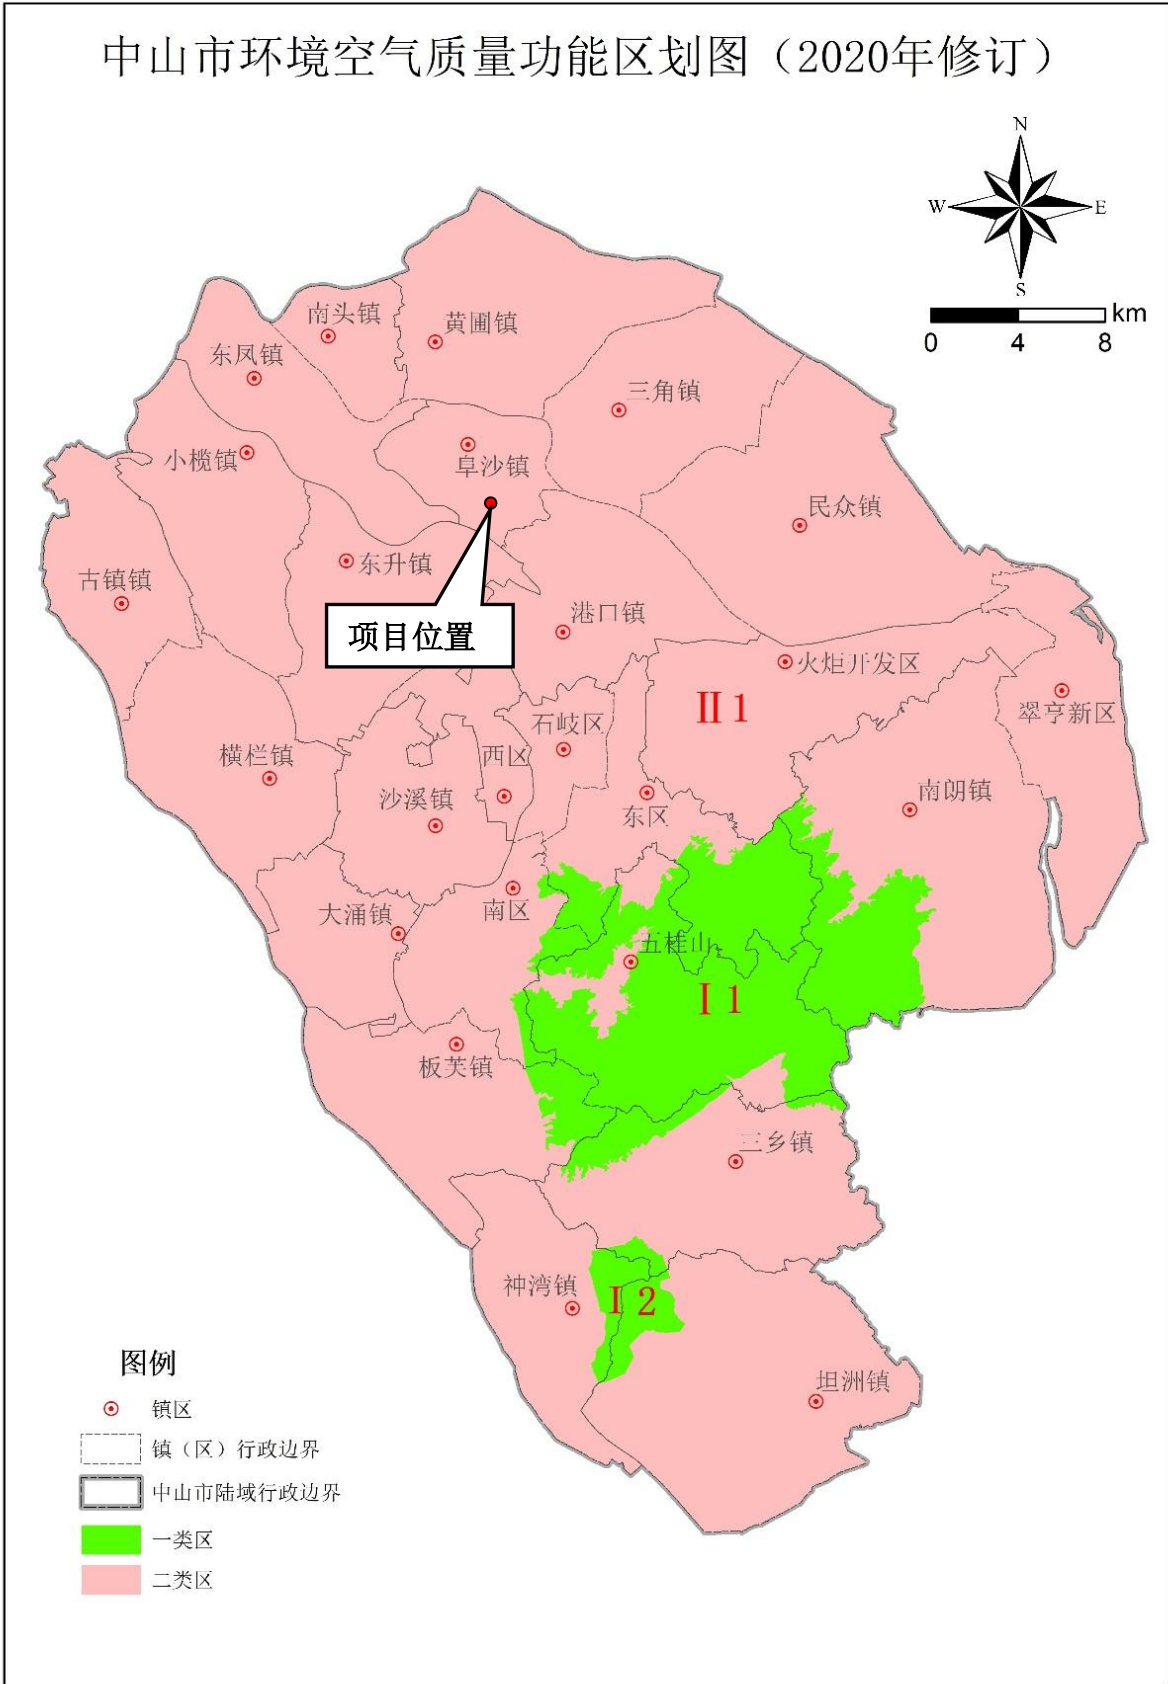 中山市环境空气质量功能区划图（2020年修订）
N
W
E
S
km
0 4 8
南头镇
黄圃镇
东凤镇
三角镇
小榄镇
阜沙镇
民众镇
东升镇
古镇镇
港口镇
项目位置
火炬开发区
II 1
翠亨新区
石岐区
横栏镇
西区
沙溪镇
东区
南朗镇
南区
大涌镇
五桂山
I 1
板芙镇
三乡镇
神湾镇
I 2
坦洲镇
图例
镇区
镇（区）行政边界
中山市陆域行政边界
一类区
二类区